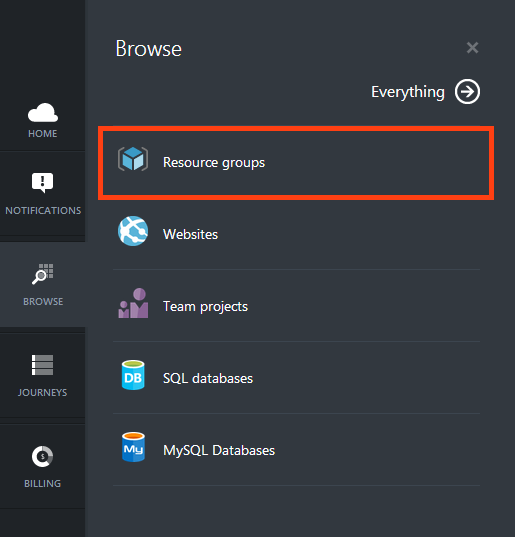 Browse
Everything
HOME
Resource groups
NOTIFICATIONS
Websites
BROWSE
Team projects
JOURNEYS
DB
SQL databases
My
MySQL Databases
BILLING